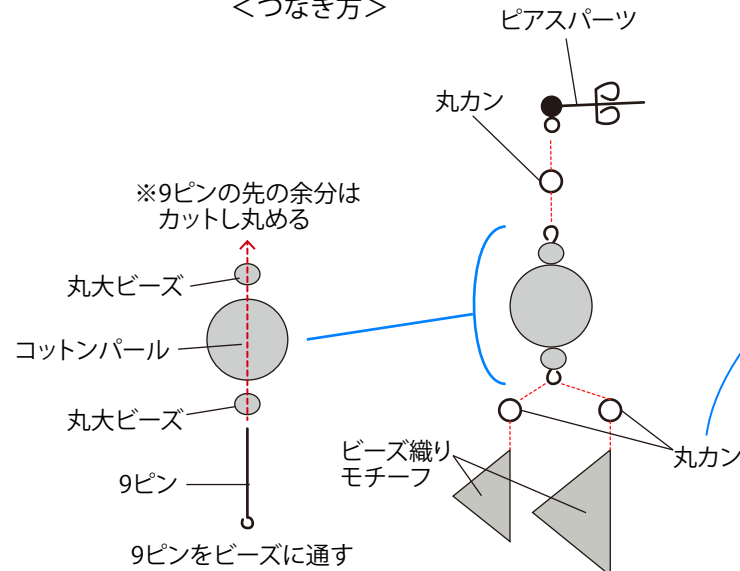 ＜つなぎ方＞
ピアスパーツ
丸カン
※9ピンの先の余分は
カットし丸める
丸大ビーズ
コットンパール
丸大ビーズ
ビーズ織り
モチーフ
丸カン
9ピン
9ピンをビーズに通す